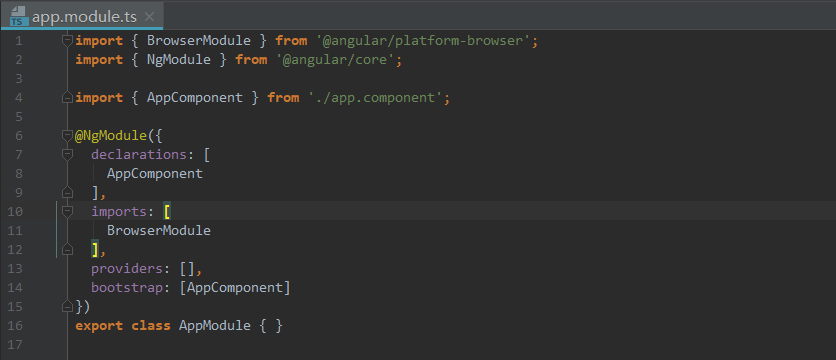 TS app.module.ts ×
1 import { BrowserModule } from '@angular/platform-browser';
2 import { NgModule } from '@angular/core';
3
4 import { AppComponent } from './app.component';
5
6 @NgModule({
7   declarations: [
8     AppComponent
9   ],
10   imports: [
11     BrowserModule
12   ],
13   providers: [],
14   bootstrap: [AppComponent]
15 })
16 export class AppModule { }
17